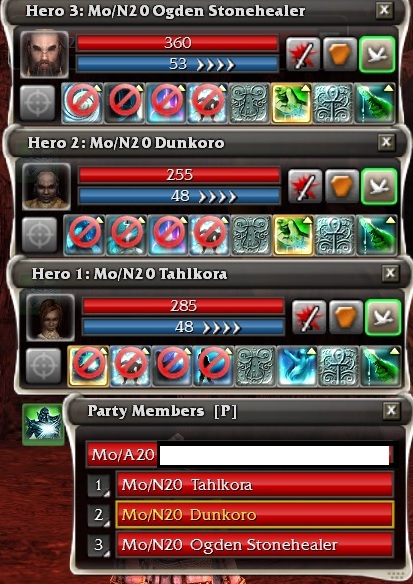 Hero 3: Mo/N20 Ogden Stonehealer
360
53
Hero 2: Mo/N20 Dunkoro
255
48
Hero 1: Mo/N20 Tahlkora
285
48
Party Members [P]
Mo/A20
1 Mo/N20 Tahlkora
2 Mo/N20 Dunkoro
3 Mo/N20 Ogden Stonehealer